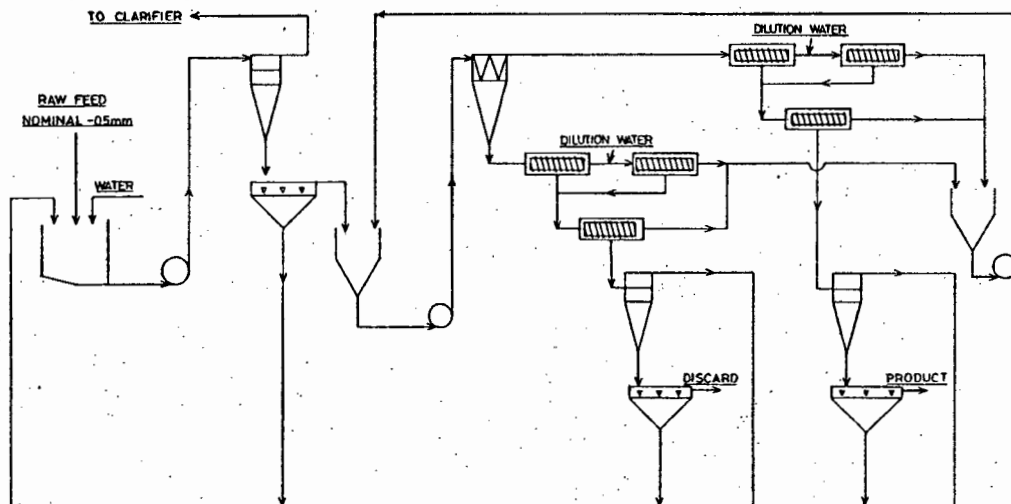 TO CLARIFIER
RAW FEED
NOMINAL -05mm
WATER
DILUTION WATER
DILUTION WATER
DISCARD
PRODUCT